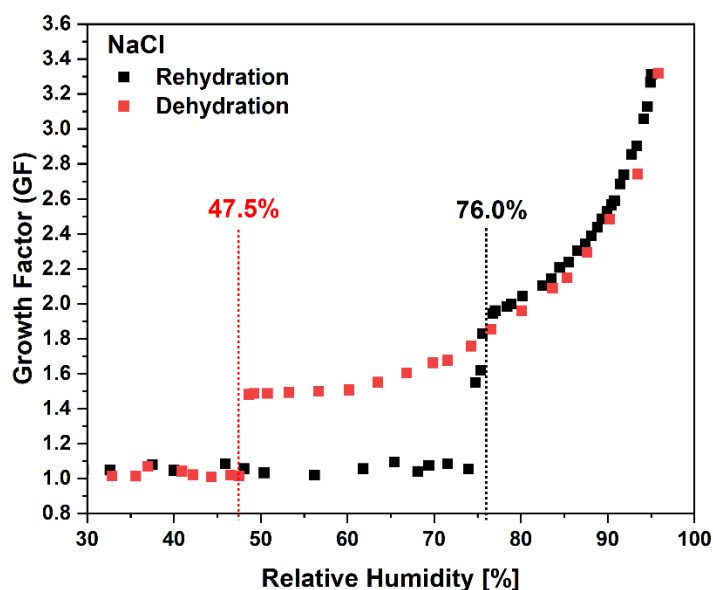 NaCl
Rehydration
Dehydration
47.5%
76.0%
Growth Factor (GF)
3.6
3.4
3.2
3.0
2.8
2.6
2.4
2.2
2.0
1.8
1.6
1.4
1.2
1.0
0.8
30 40 50 60 70 80 90 100
Relative Humidity [%]